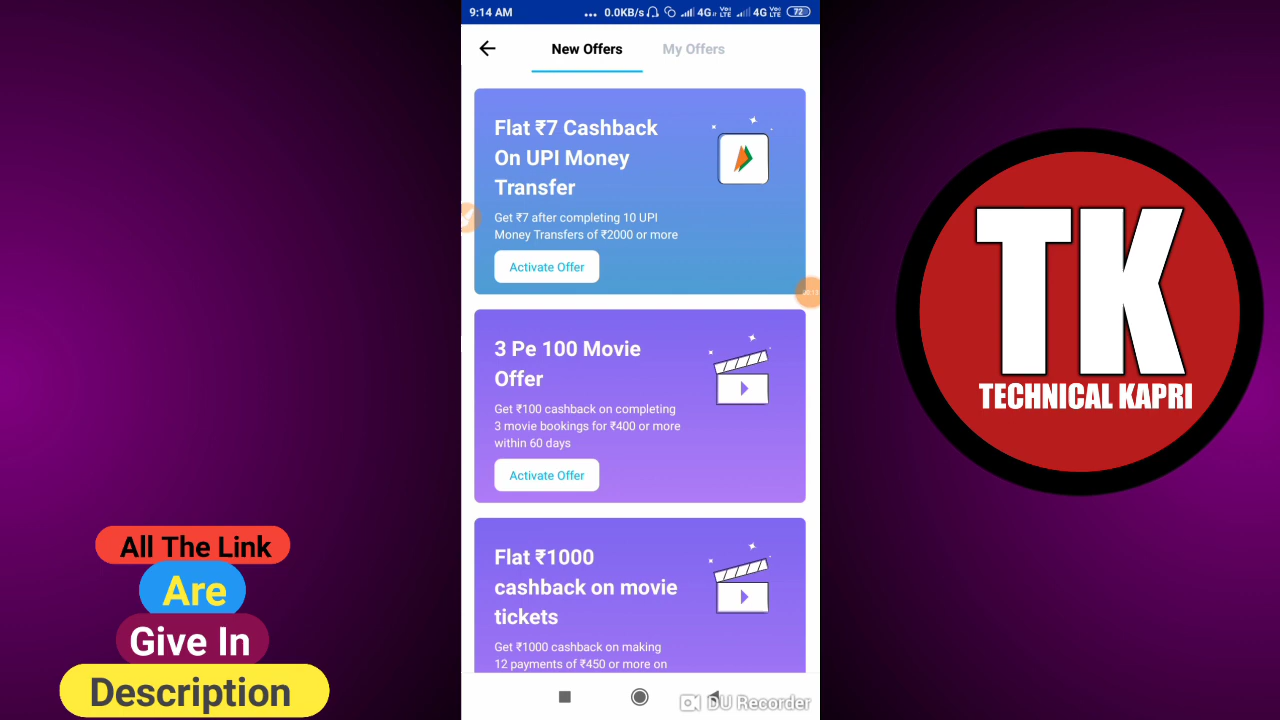 9:14 AM
... 0.0KB/s 4G Vo LTE 4G Vo LTE 72
New Offers
My Offers
Flat ₹7 Cashback
On UPI Money
Transfer
Get ₹7 after completing 10 UPI
Money Transfers of ₹2000 or more
Activate Offer
3 Pe 100 Movie
Offer
Get ₹100 cashback on completing
3 movie bookings for ₹400 or more
within 60 days
Activate Offer
Flat ₹1000
cashback on movie
tickets
Get ₹1000 cashback on making
12 payments of ₹450 or more on
DU Recorder
TK
TECHNICAL KAPRI
All The Link
Are
Give In
Description